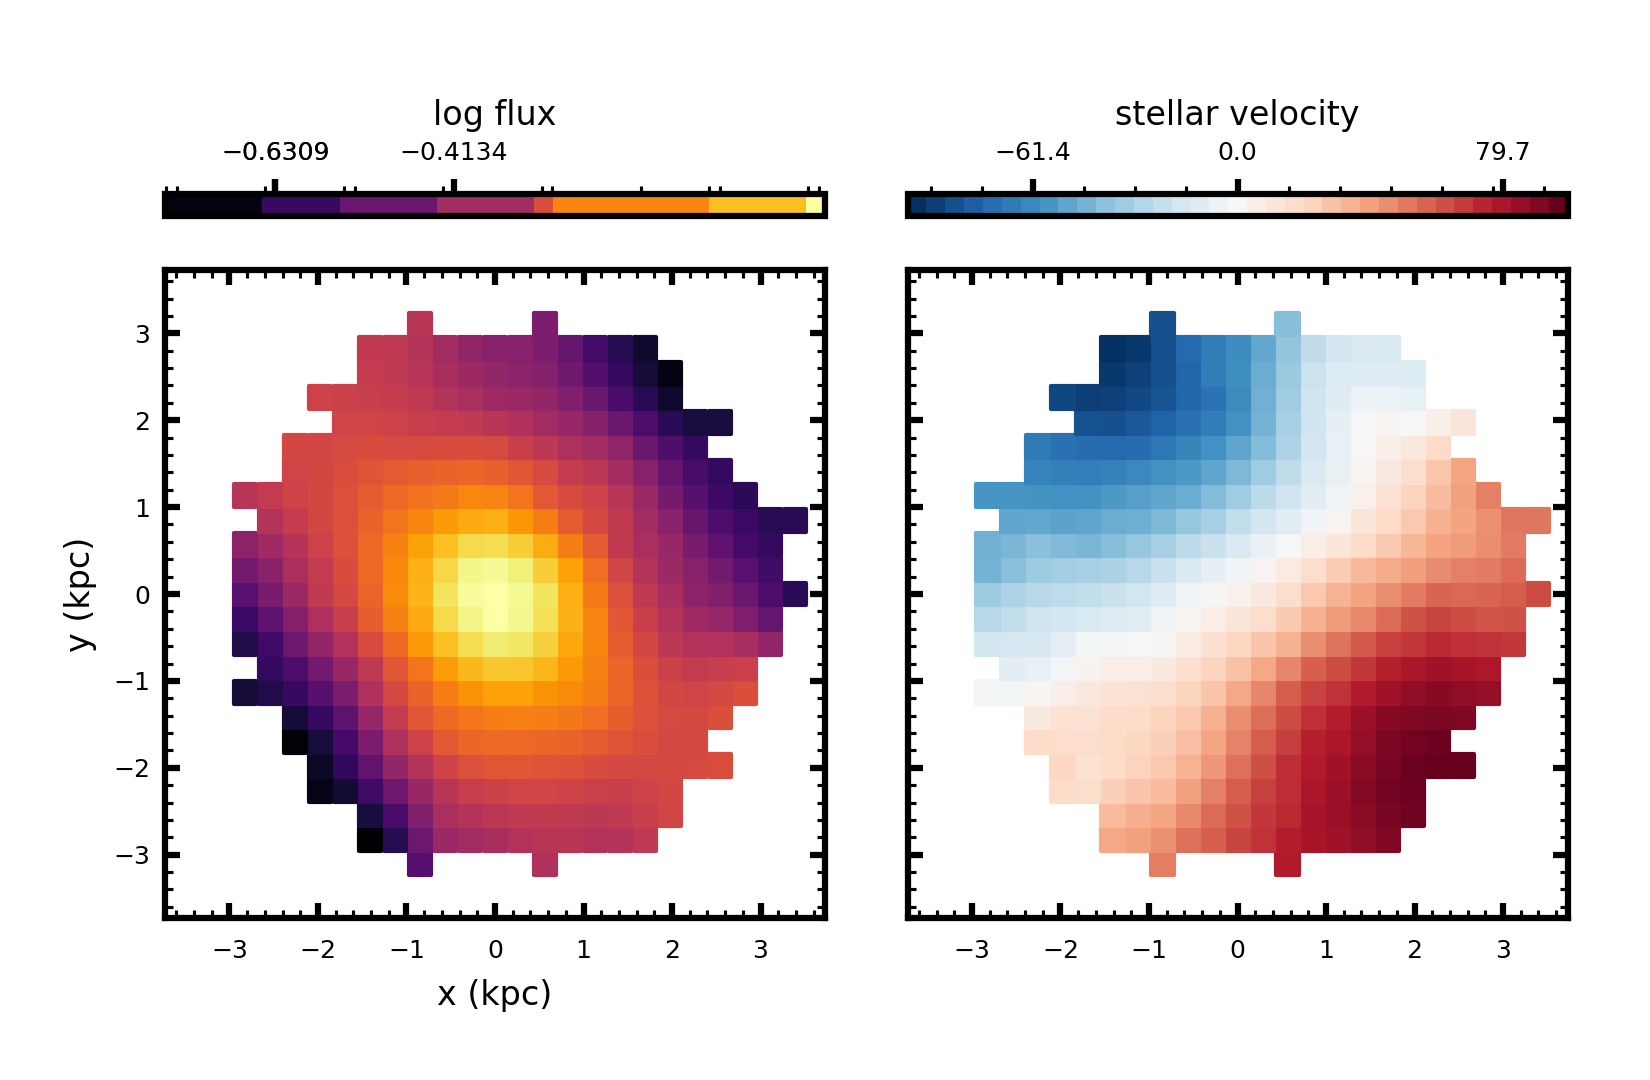 log flux
stellar velocity
−0.6309 −0.4134
−61.4 0.0 79.7
y (kpc)
3
2
1
0
−1
−2
−3
−3 −2 −1 0 1 2 3
−3 −2 −1 0 1 2 3
x (kpc)